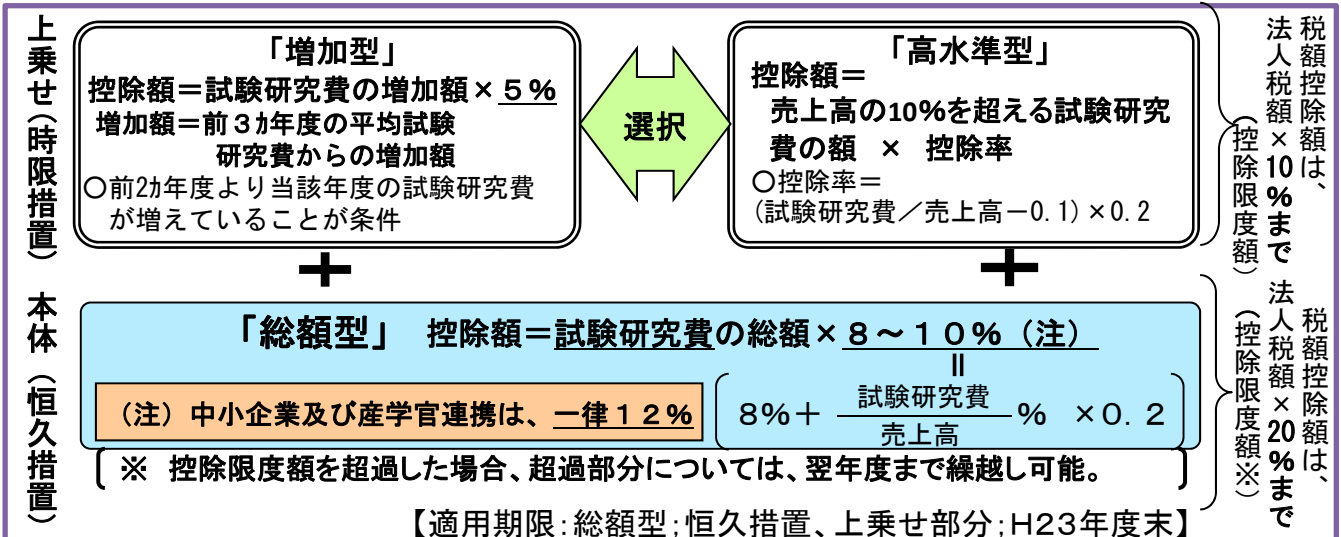 上乗せ（時限措置）
「増加型」
控除額＝試験研究費の増加額×５％
増加額＝前３ｶ年度の平均試験
研究費からの増加額
○前2ｶ年度より当該年度の試験研究費
が増えていることが条件
選択
「高水準型」
控除額＝
売上高の10％を超える試験研究
費の額　×　控除率
○控除率＝
(試験研究費／売上高－0.1)×0.2
税額控除額は、
法人税額×10％まで
（控除限度額）
＋
＋
本体（恒久措置）
「総額型」　控除額＝試験研究費の総額×８～１０％（注）
＝
（注）中小企業及び産学官連携は、一律１２％
8％＋ 試験研究費
売上高
％　×０．２
※　控除限度額を超過した場合、超過部分については、翌年度まで繰越し可能。
税額控除額は、
法人税額×20％まで
（控除限度額※）
【適用期限：総額型；恒久措置、上乗せ部分；H23年度末】